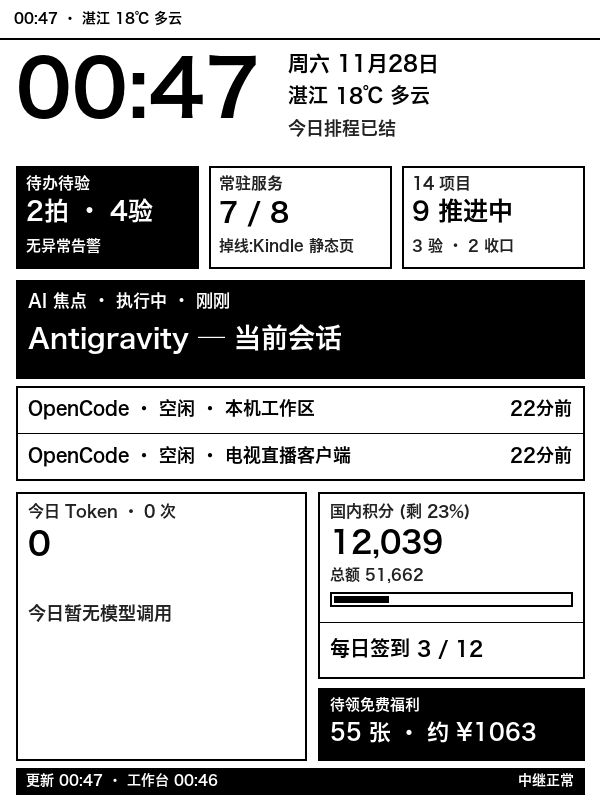 00:47 · 湛江 18℃ 多云
00:47
周六 11月28日
湛江 18℃ 多云
今日排程已结
待办待验
2拍 · 4验
无异常告警
常驻服务
7 / 8
掉线:Kindle 静态页
14 项目
9 推进中
3 验 · 2 收口
AI 焦点 · 执行中 · 刚刚
Antigravity — 当前会话
OpenCode · 空闲 · 本机工作区 22分前
OpenCode · 空闲 · 电视直播客户端 22分前
今日 Token · 0 次
0
今日暂无模型调用
国内积分 (剩 23%)
12,039
总额 51,662
每日签到 3 / 12
待领免费福利
55 张 · 约 ¥1063
更新 00:47 · 工作台 00:46 中继正常